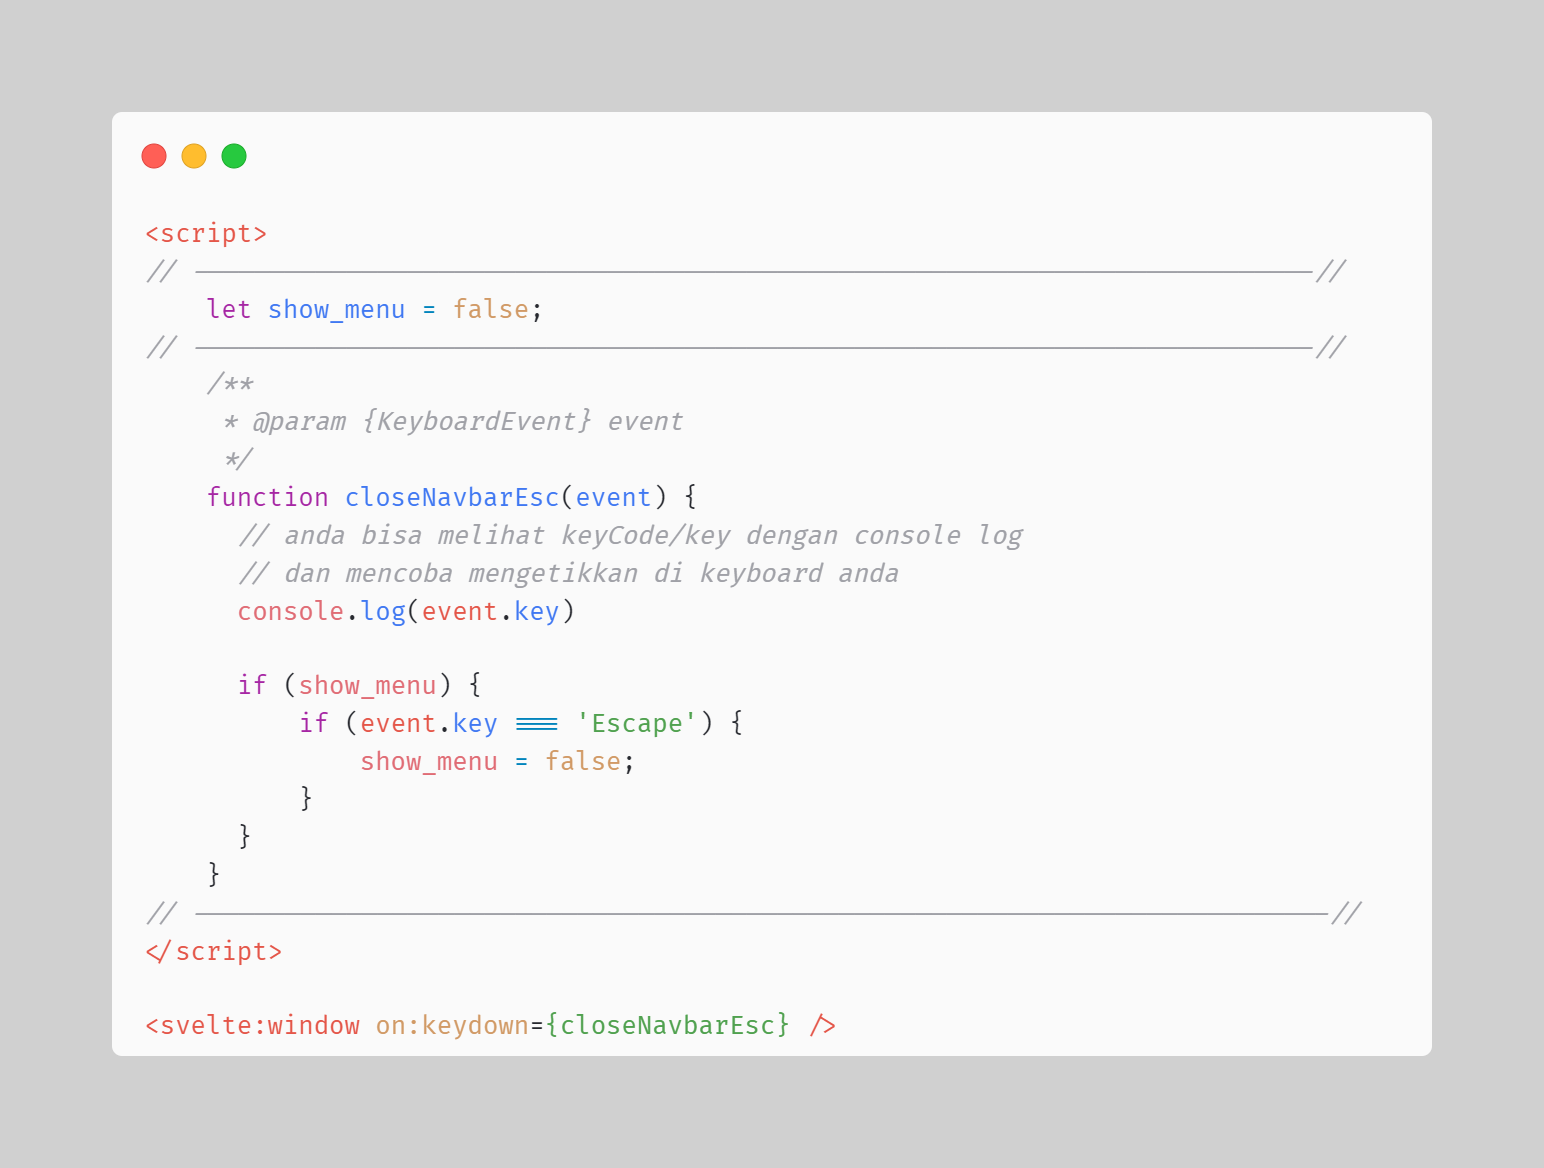 <script>
// --------------------------------------------------------------------------//
    let show_menu = false;
// --------------------------------------------------------------------------//
    /**
     * @param {KeyboardEvent} event
     */
    function closeNavbarEsc(event) {
      // anda bisa melihat keyCode/key dengan console log
      // dan mencoba mengetikkan di keyboard anda
      console.log(event.key)

      if (show_menu) {
          if (event.key === 'Escape') {
              show_menu = false;
          }
      }
    }
// ---------------------------------------------------------------------------//
</script>

<svelte:window on:keydown={closeNavbarEsc} />